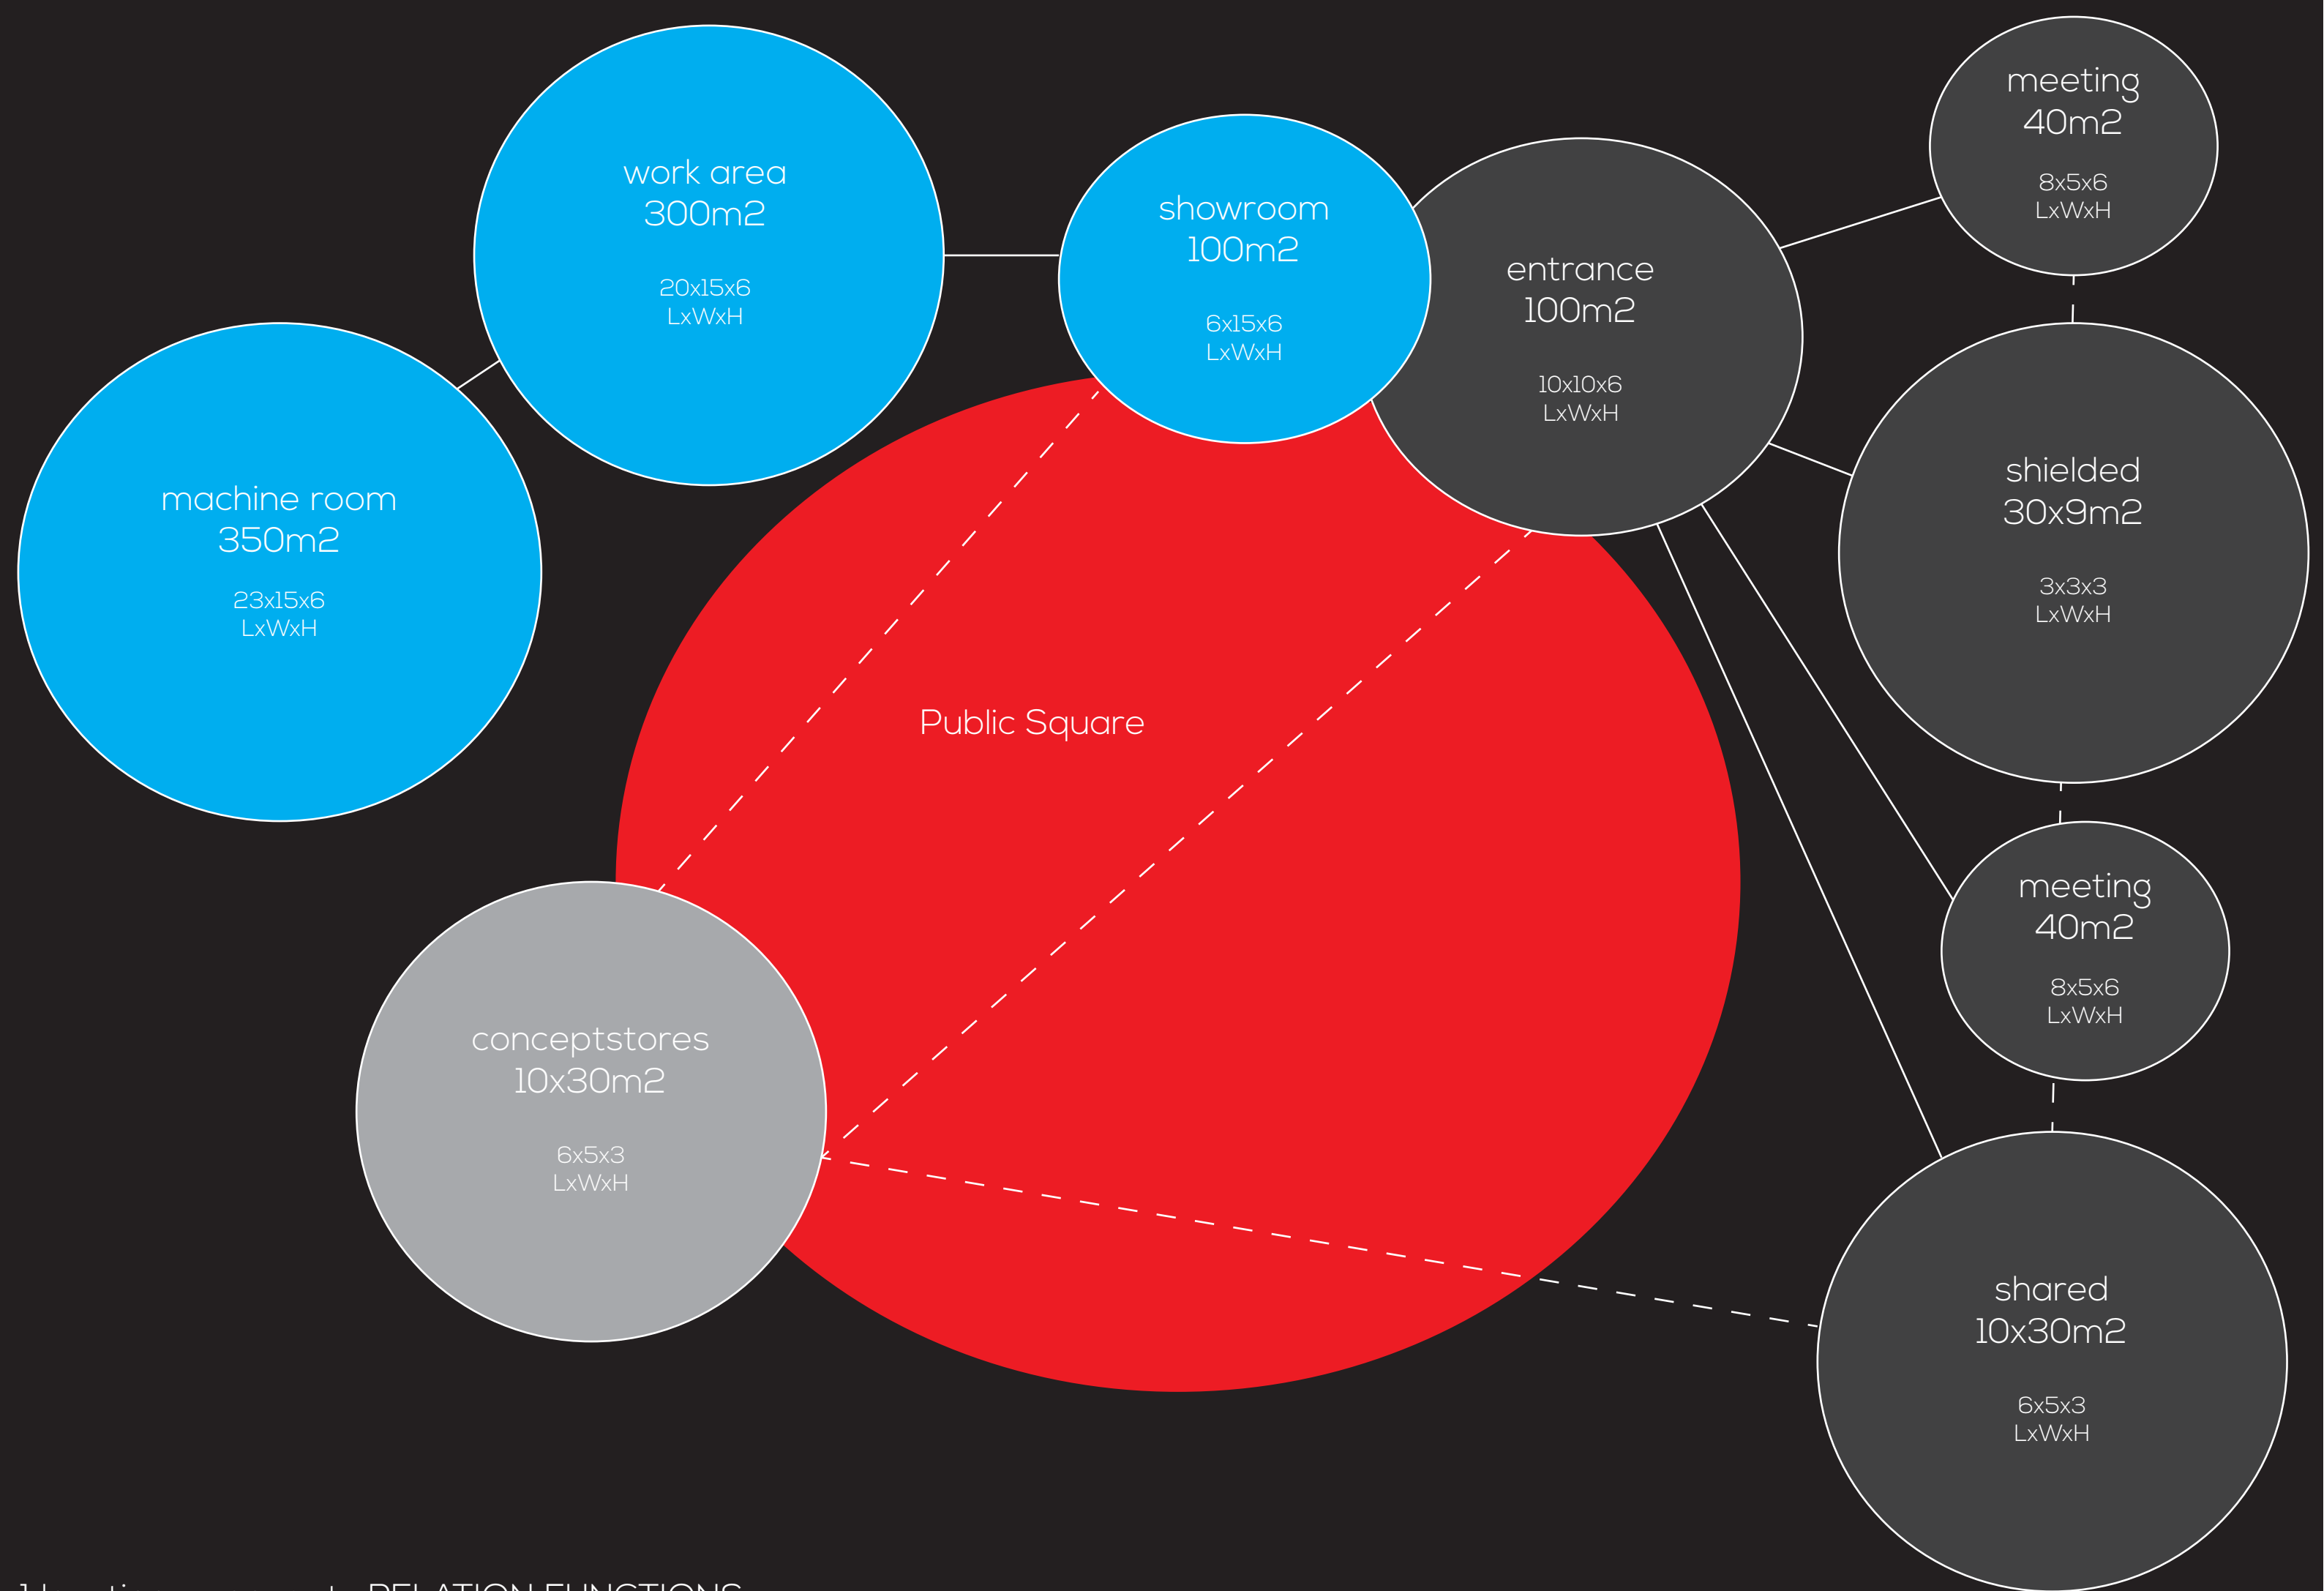 meeting
40m2
8x5x6
LxWxH
work area
300m2
20x15x6
LxWxH
showroom
100m2
6x15x6
LxWxH
entrance
100m2
10x10x6
LxWxH
machine room
350m2
23x15x6
LxWxH
shielded
30x9m2
3x3x3
LxWxH
Public Square
meeting
40m2
8x5x6
LxWxH
conceptstores
10x30m2
6x5x3
LxWxH
shared
10x30m2
6x5x3
LxWxH
RELATION FUNCTIONS